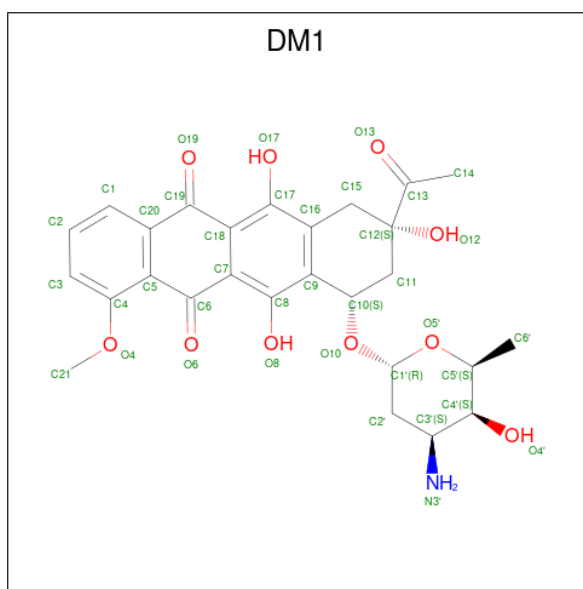 DM1
O19
O17
O13
OH
O
HO
C1
C19
C17
C15
C13
C14
C2
C20
C16
C18
C12(S)
OH
O12
C3
C7
C5
C9
C11
C4
C6
C8
C10(S)
O
O4
O
O6
OH
O8
O
O10
O5'
O
C6'
C1'(R)
C5'(S)
C21
C2'
C4'(S)
C3'(S)
OH
O4'
NH2
N3'